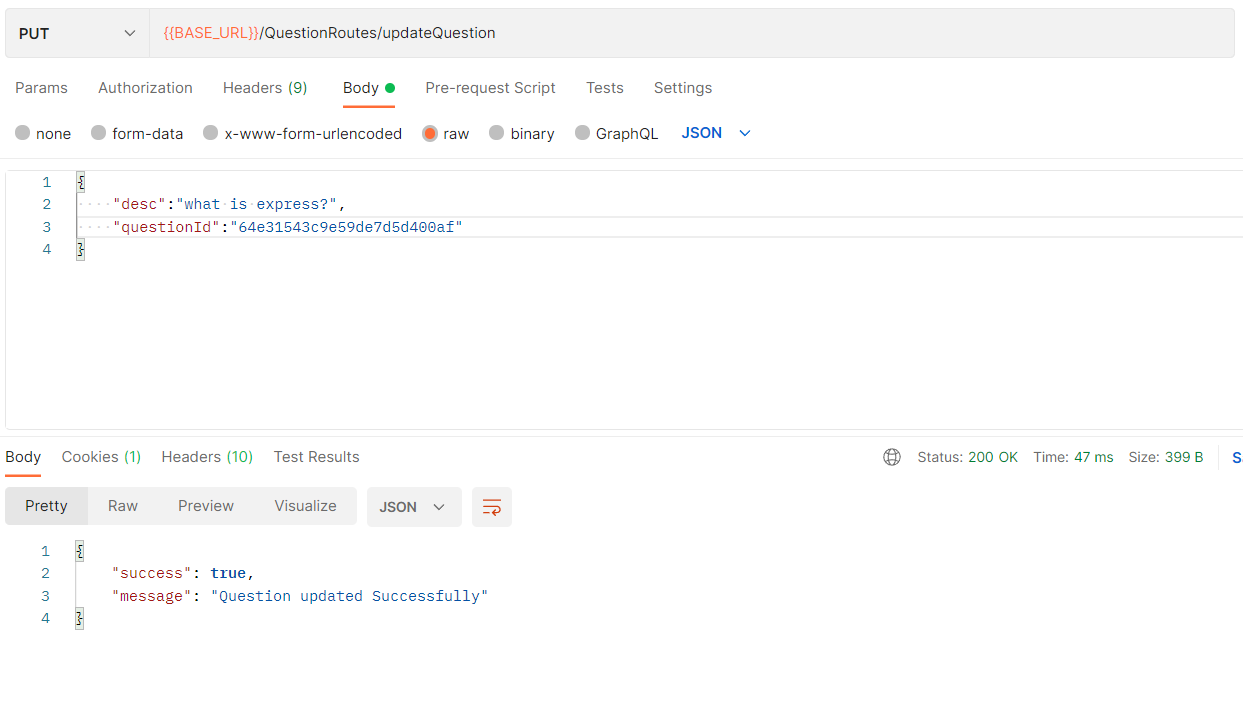 PUT {{BASE_URL}}/QuestionRoutes/updateQuestion
Params Authorization Headers (9) Body Pre-request Script Tests Settings
none form-data x-www-form-urlencoded raw binary GraphQL JSON
1 {
2 "desc":"what is express?",
3 "questionId":"64e31543c9e59de7d5d400af"
4 }
Body Cookies (1) Headers (10) Test Results Status: 200 OK Time: 47 ms Size: 399 B
Pretty Raw Preview Visualize JSON
1 {
2 "success": true,
3 "message": "Question updated Successfully"
4 }